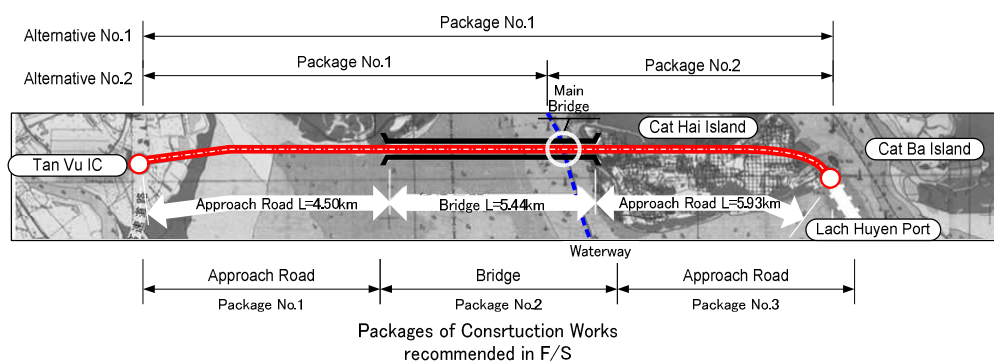 Package No.1
Alternative No.1
Package No.1
Package No.2
Alternative No.2
Main
Bridge
Cat Hai Island
Tan Vu IC
Cat Ba Island
Approach Road L=4.50km
Bridge L=5.44km
Approach Road L=5.93km
Lach Huyen Port
Waterway
Approach Road
Bridge
Approach Road
Package No.1
Package No.2
Package No.3
Packages of Consrtuction Works
recommended in F/S